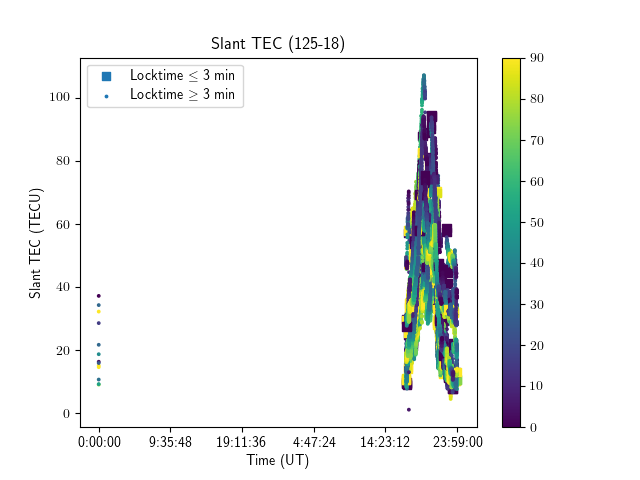 Slant TEC (125-18)
Locktime ≤ 3 min
Locktime ≥ 3 min
Slant TEC (TECU)
100
80
60
40
20
0
0:00:00 9:35:48 19:11:36 4:47:24 14:23:12 23:59:00
Time (UT)
90
80
70
60
50
40
30
20
10
0